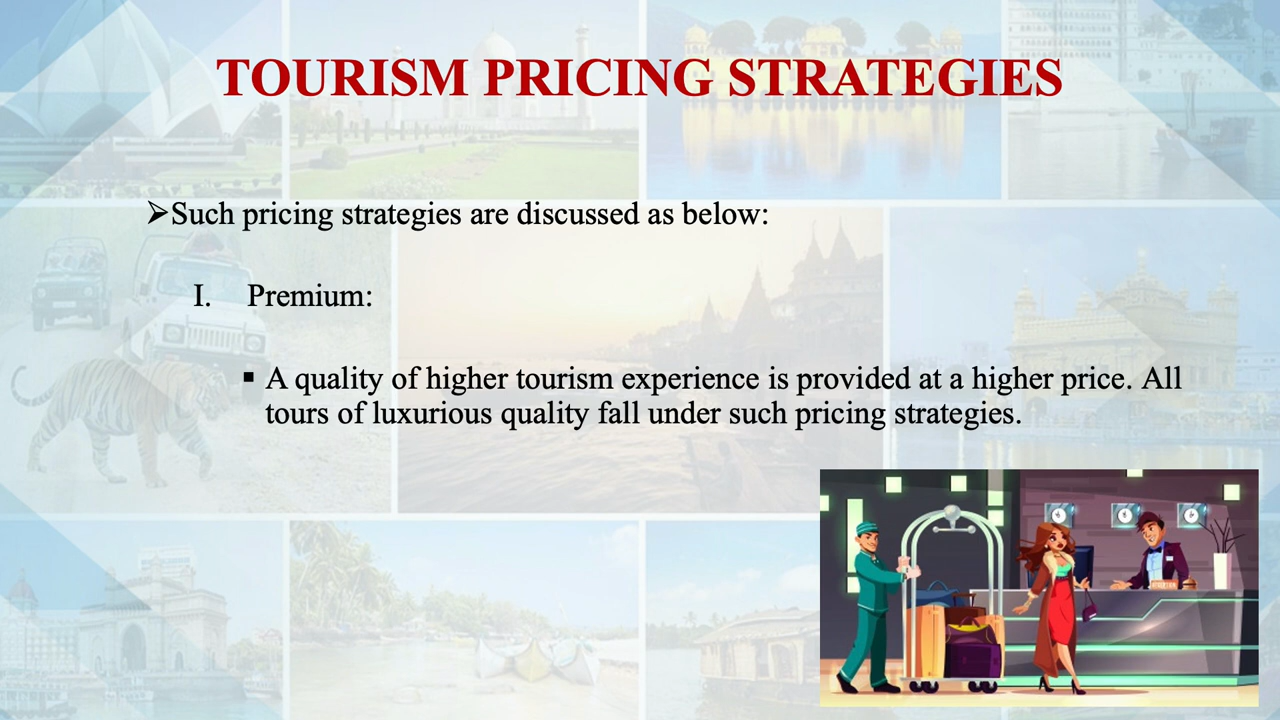 TOURISM PRICING STRATEGIES
➢Such pricing strategies are discussed as below:
I. Premium:
▪ A quality of higher tourism experience is provided at a higher price. All
tours of luxurious quality fall under such pricing strategies.